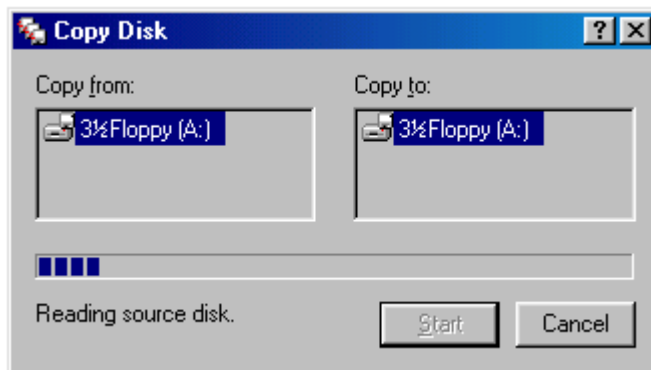 Copy Disk
Copy from:
Copy to:
3½Floppy (A:)
3½Floppy (A:)
Reading source disk.
Start
Cancel